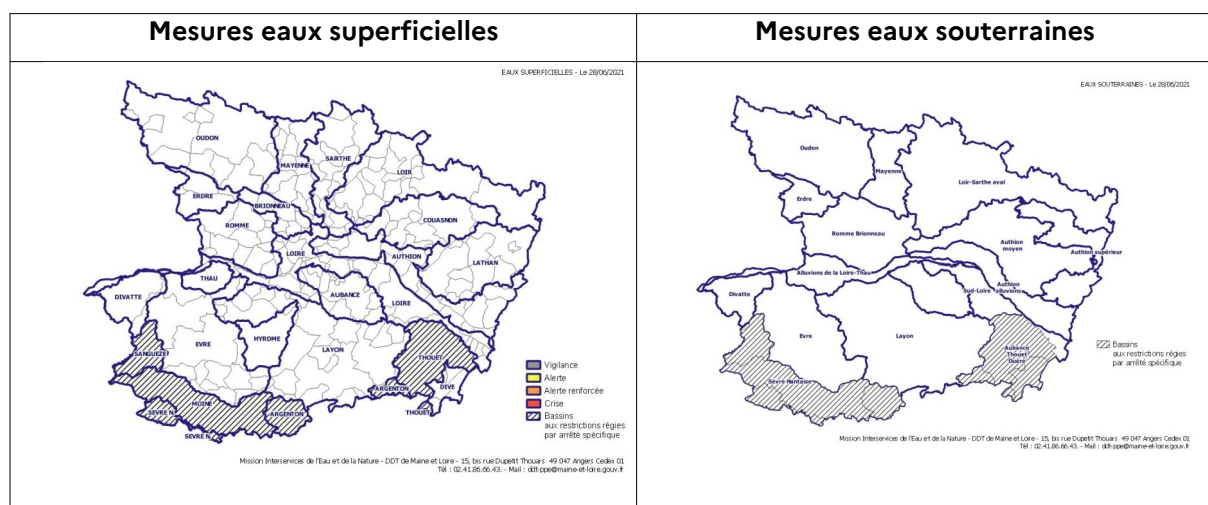 Mesures eaux superficielles
EAUX SUPERFICIELLES - Le 28/06/2021
OUDON
MAYENNE
SARTHE
LOIR
ERDRE
BRIONNEAU
ROMME
COUASNON
LOIRE
AUTHION
LATHAN
THAU
DIVATTE
AUBANCE
LOIRE
EVRE
HYROME
LAYON
SANGUEZE
THOUET
MOINE
ARGENTON
DIVE
SEVRE N
ARGENTON
THOUET
SEVRE N
Vigilance
Alerte
Alerte renforcée
Crise
Bassins
aux restrictions régies
par arrêté spécifique
Mission Interservices de l'Eau et de la Nature - DDT de Maine et Loire - 15, bis rue Dupetit Thouars 49 047 Angers Cedex 01
Tél : 02.41.86.66.43. - Mail : ddt-ppe@maine-et-loire.gouv.fr
Mesures eaux souterraines
EAUX SOUTERRAINES - Le 28/06/2021
Oudon
Mayenne
Loir-Sarthe aval
Erdre
Romme Brionneau
Authion
moyen
Authion supérieur
Alluvions de la Loire-Thau
Authion
alluvions
Sud-Loire
Divatte
Evre
Layon
Aubance
Thouet
Ouère
Sèvre Nantaise
Bassins
aux restrictions régies
par arrêté spécifique
Mission Interservices de l'Eau et de la Nature - DDT de Maine et Loire - 15, bis rue Dupetit Thouars 49 047 Angers Cedex 01
Tél : 02.41.86.66.43. - Mail : ddt-ppe@maine-et-loire.gouv.fr